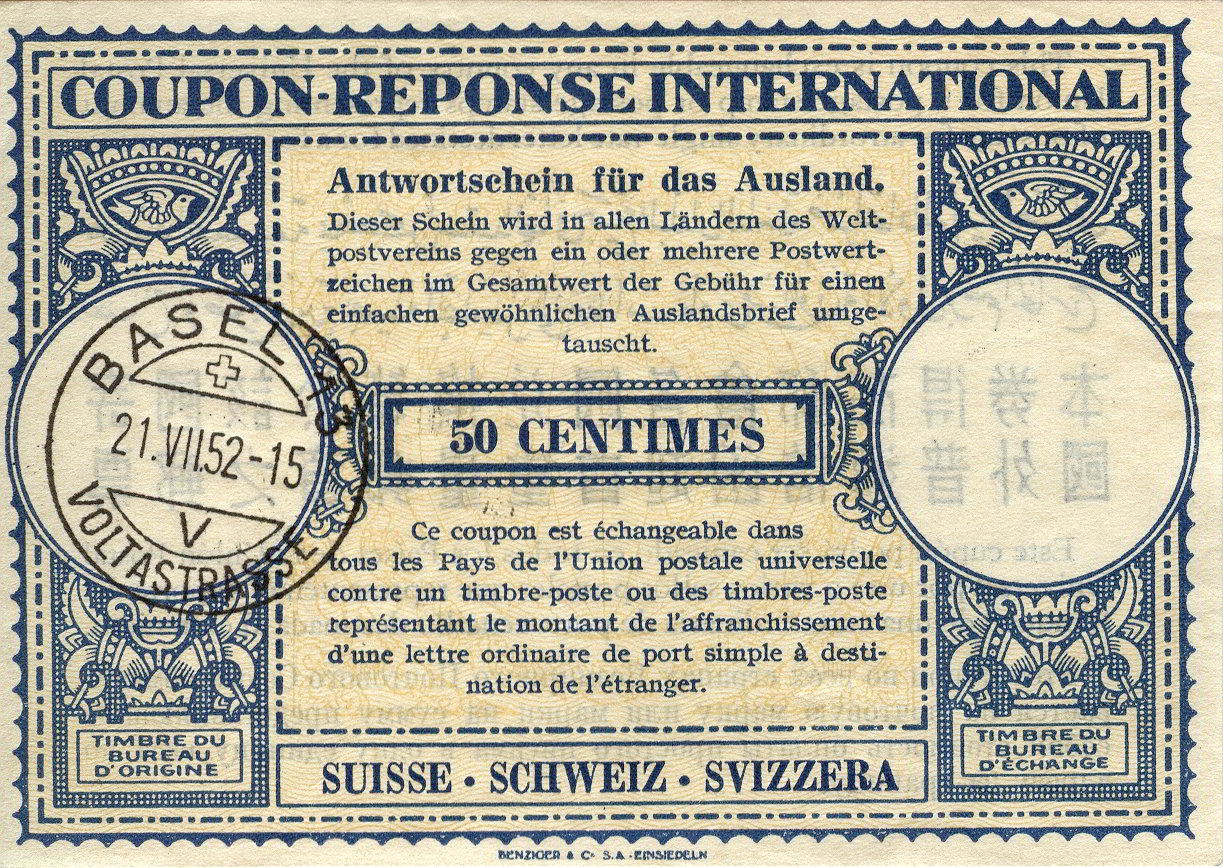 COUPON-REPONSE INTERNATIONAL
Antwortschein für das Ausland.
Dieser Schein wird in allen Ländern des Welt-
postvereins gegen ein oder mehrere Postwert-
zeichen im Gesamtwert der Gebühr für einen
einfachen gewöhnlichen Auslandsbrief umge-
tauscht.
BASEL 13
21.VII.52-15
V
VOLTASTRASSE
50 CENTIMES
Ce coupon est échangeable dans
tous les Pays de l'Union postale universelle
contre un timbre-poste ou des timbres-poste
représentant le montant de l'affranchissement
d'une lettre ordinaire de port simple à desti-
nation de l'étranger.
TIMBRE DU
BUREAU
D'ORIGINE
TIMBRE DU
BUREAU
D'ÉCHANGE
SUISSE • SCHWEIZ • SVIZZERA
BENZIGER & Cº S.A.-EINSIEDELN